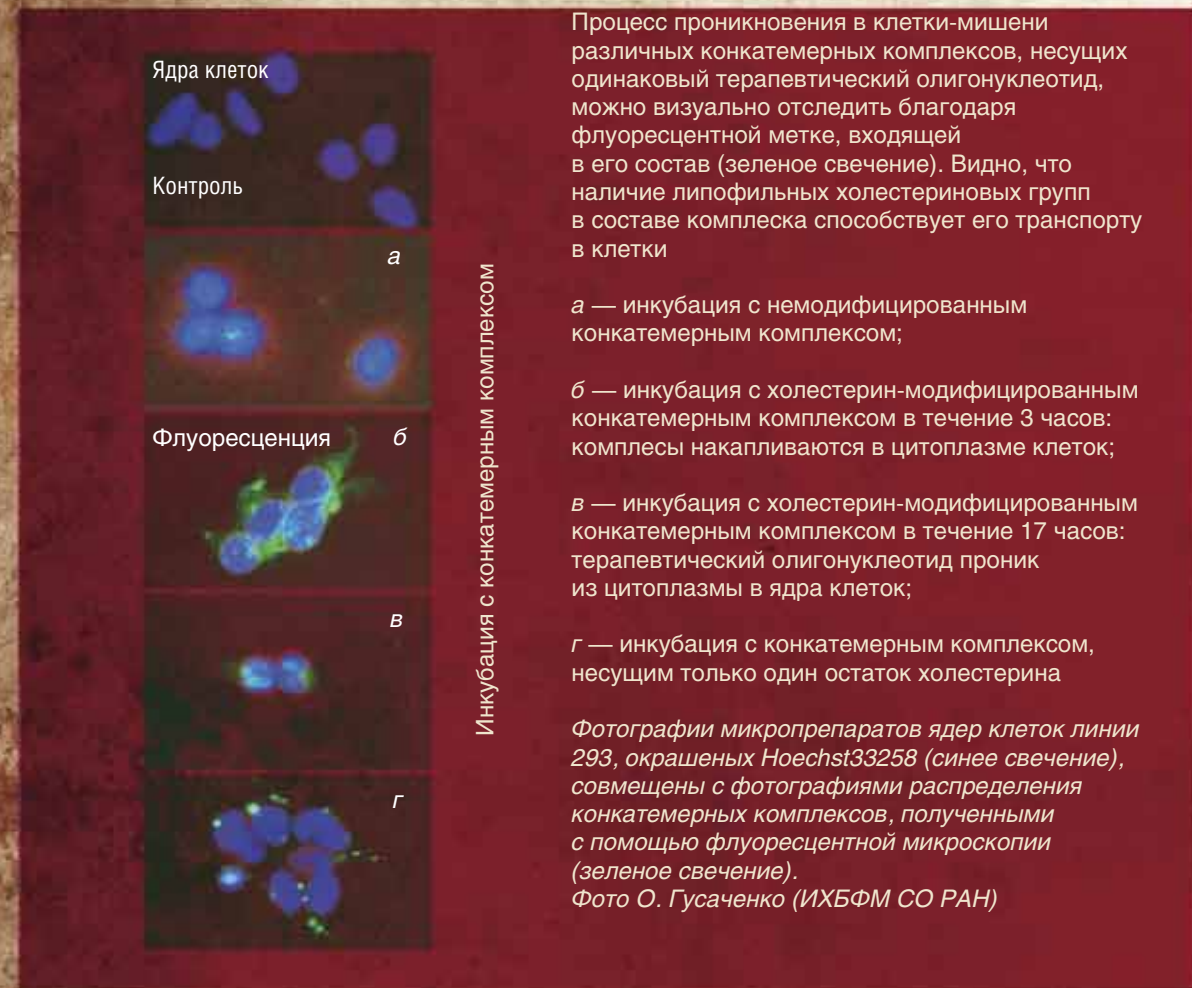 Ядра клеток
Контроль
а
Флуоресценция б
в
г
Инкубация с конкатемерным комплексом
Процесс проникновения в клетки-мишени
различных конкатемерных комплексов, несущих
одинаковый терапевтический олигонуклеотид,
можно визуально отследить благодаря
флуоресцентной метке, входящей
в его состав (зеленое свечение). Видно, что
наличие липофильных холестериновых групп
в составе комплеска способствует его транспорту
в клетки
а — инкубация с немодифицированным
конкатемерным комплексом;
б — инкубация с холестерин-модифицированным
конкатемерным комплексом в течение 3 часов:
комплесы накапливаются в цитоплазме клеток;
в — инкубация с холестерин-модифицированным
конкатемерным комплексом в течение 17 часов:
терапевтический олигонуклеотид проник
из цитоплазмы в ядра клеток;
г — инкубация с конкатемерным комплексом,
несущим только один остаток холестерина
Фотографии микропрепаратов ядер клеток линии
293, окрашеных Hoechst33258 (синее свечение),
совмещены с фотографиями распределения
конкатемерных комплексов, полученными
с помощью флуоресцентной микроскопии
(зеленое свечение).
Фото О. Гусаченко (ИХБФМ СО РАН)